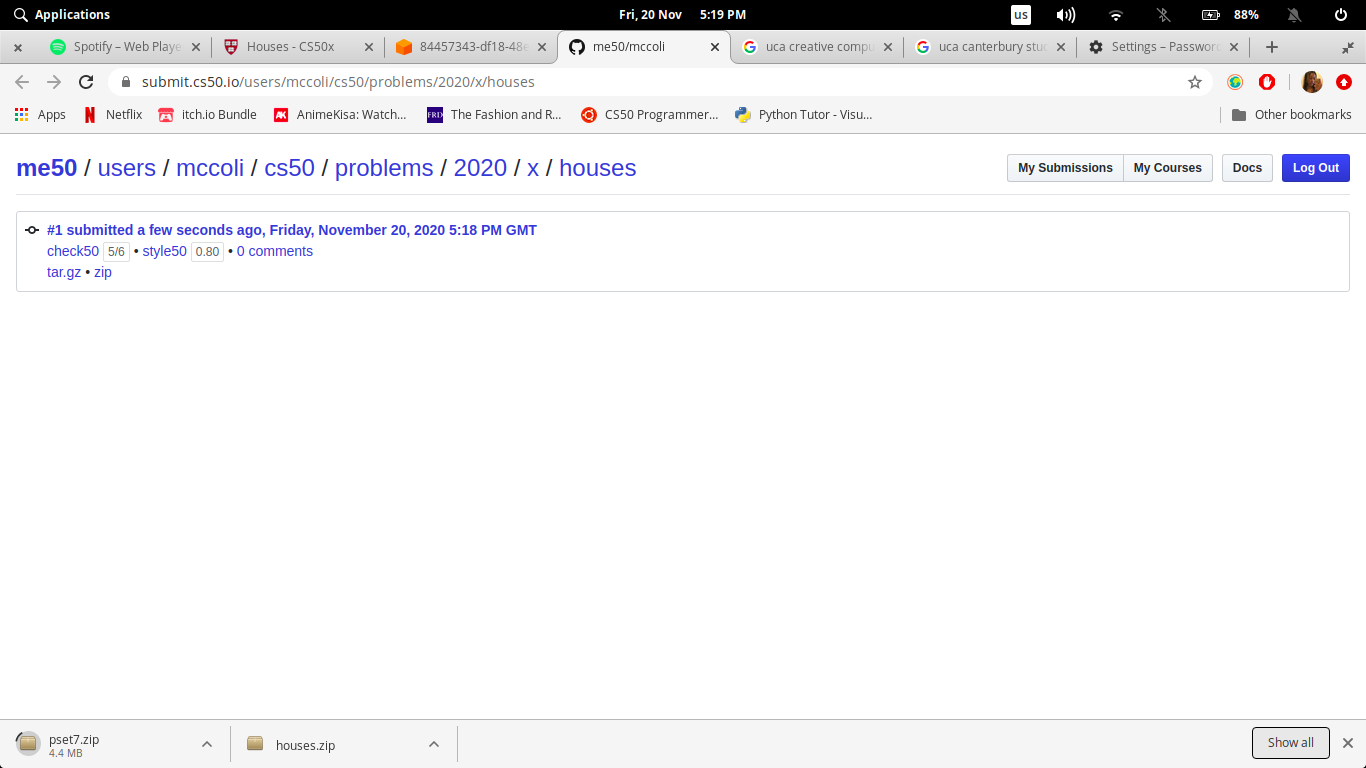 Applications
Fri, 20 Nov 5:19 PM
us
88%
Spotify – Web Playe
Houses - CS50x
84457343-df18-48e
me50/mccoli
uca creative compu
uca canterbury stud
Settings – Password
submit.cs50.io/users/mccoli/cs50/problems/2020/x/houses
Apps
Netflix
itch.io Bundle
AnimeKisa: Watch...
The Fashion and R...
CS50 Programmer...
Python Tutor - Visu...
Other bookmarks
me50 / users / mccoli / cs50 / problems / 2020 / x / houses
My Submissions
My Courses
Docs
Log Out
#1 submitted a few seconds ago, Friday, November 20, 2020 5:18 PM GMT
check50 5/6 • style50 0.80 • 0 comments
tar.gz • zip
pset7.zip
4.4 MB
houses.zip
Show all